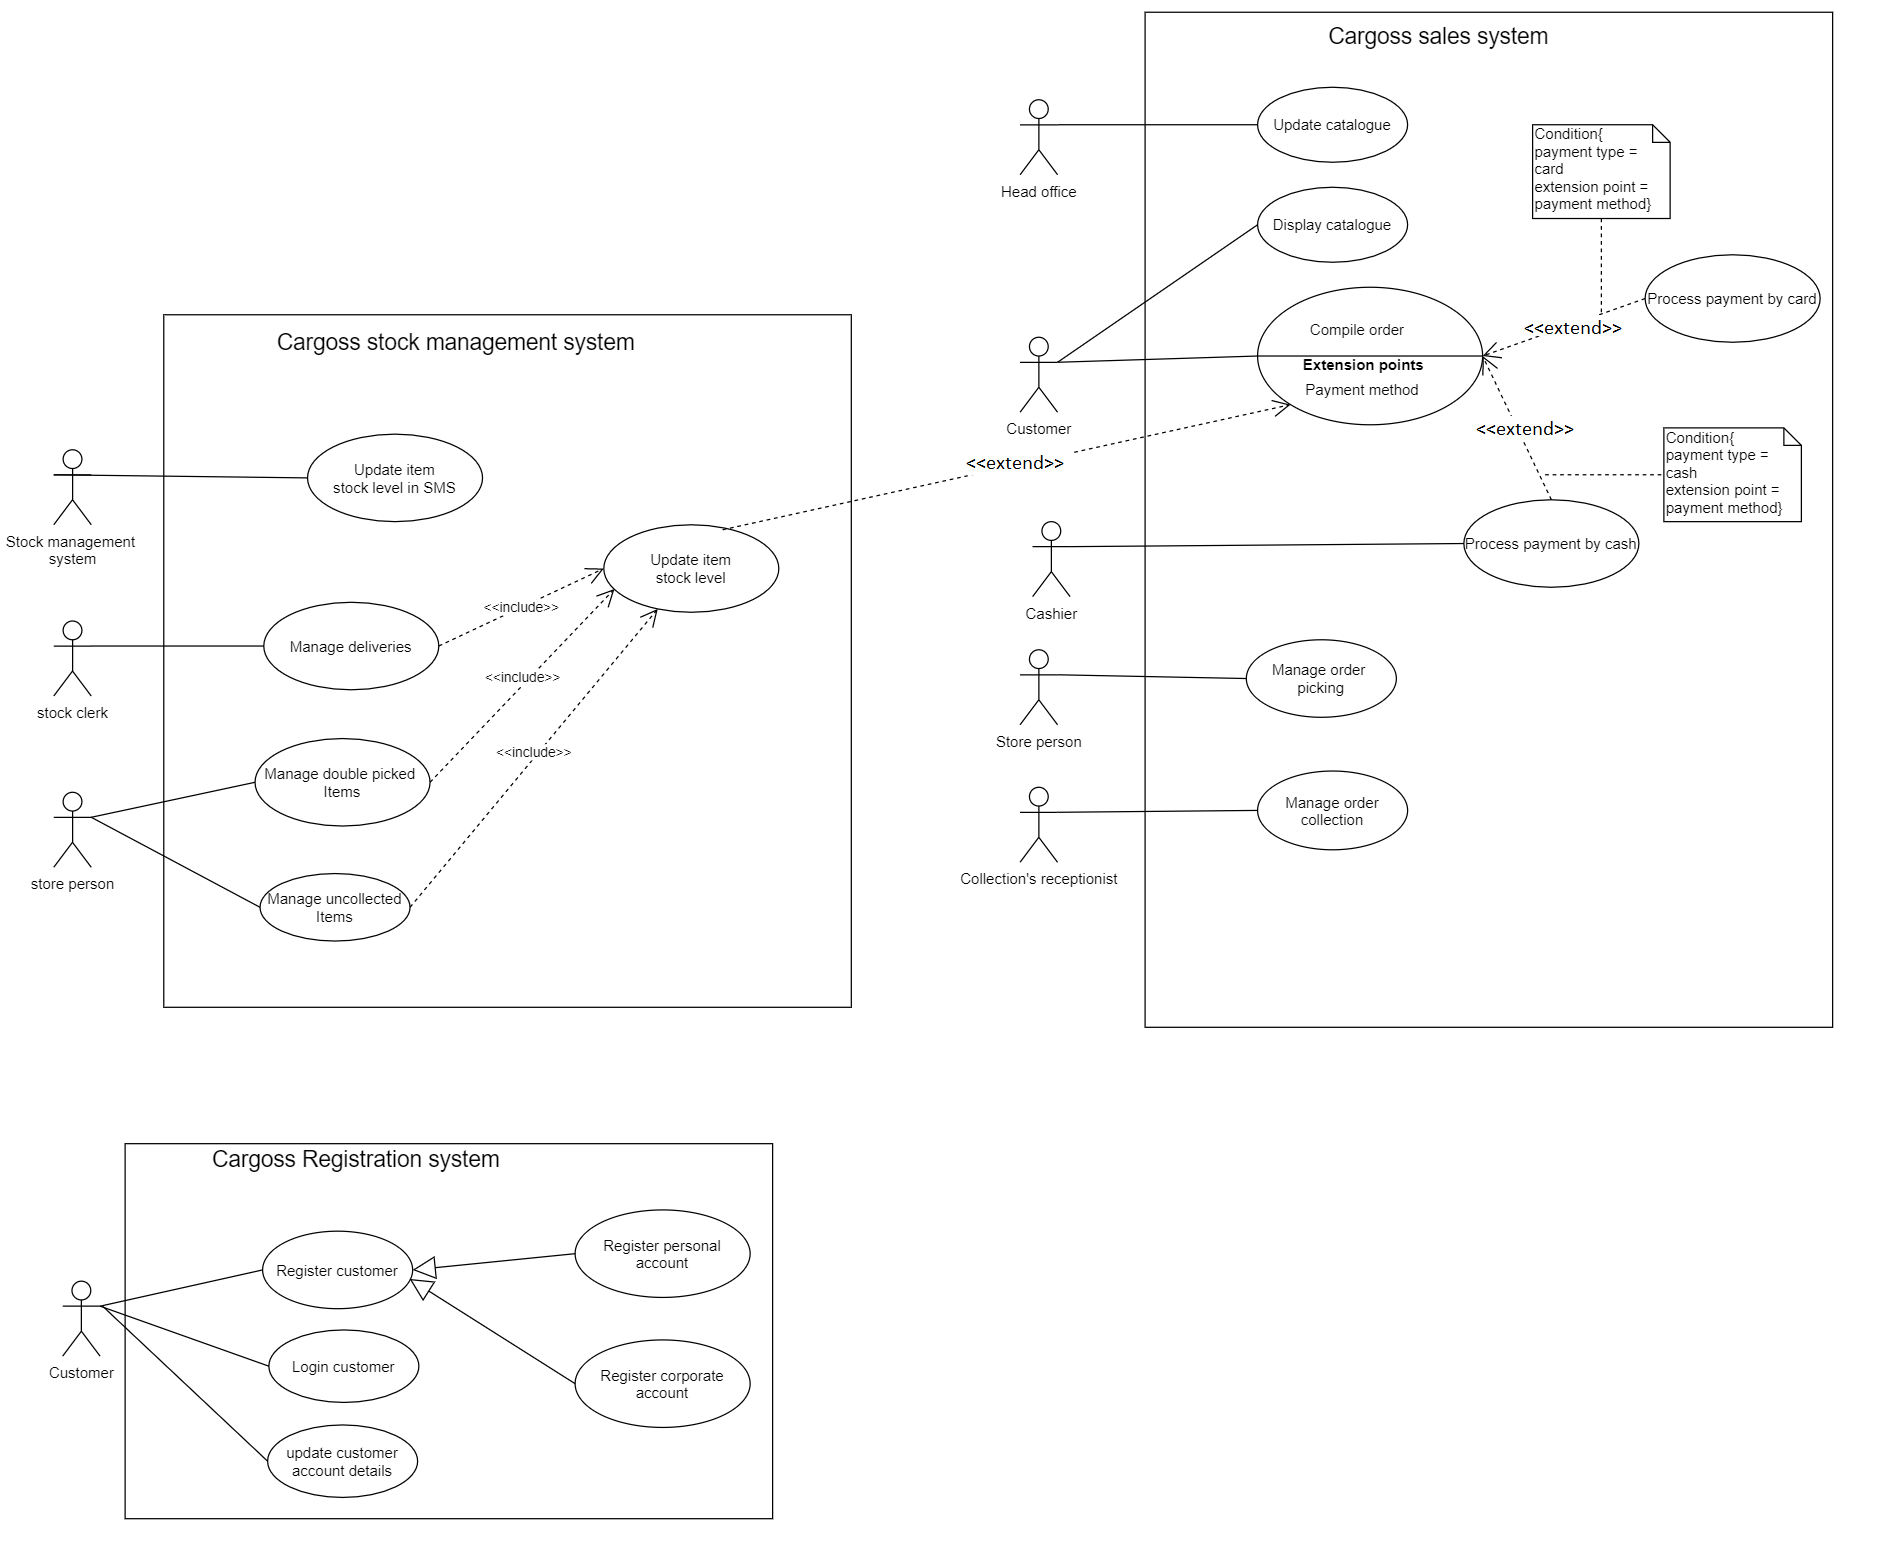 Cargoss sales system
Head office
Update catalogue
Condition{
payment type =
card
extension point =
payment method}
Display catalogue
Process payment by card
<<extend>>
Compile order
Extension points
Payment method
Customer
<<extend>>
<<extend>>
Condition{
payment type =
cash
extension point =
payment method}
Process payment by cash
Cashier
Manage order
picking
Store person
Manage order
collection
Collection's receptionist
Cargoss stock management system
Update item
stock level in SMS
Stock management
system
Update item
stock level
<<include>>
Manage deliveries
stock clerk
<<include>>
<<include>>
Manage double picked
Items
store person
Manage uncollected
Items
Cargoss Registration system
Register customer
Register personal
account
Customer
Login customer
Register corporate
account
update customer
account details